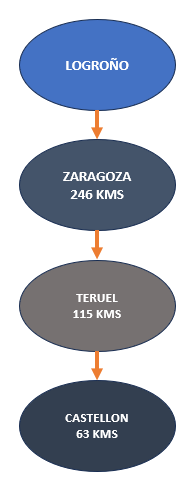 LOGROÑO
ZARAGOZA
246 KMS
TERUEL
115 KMS
CASTELLON
63 KMS